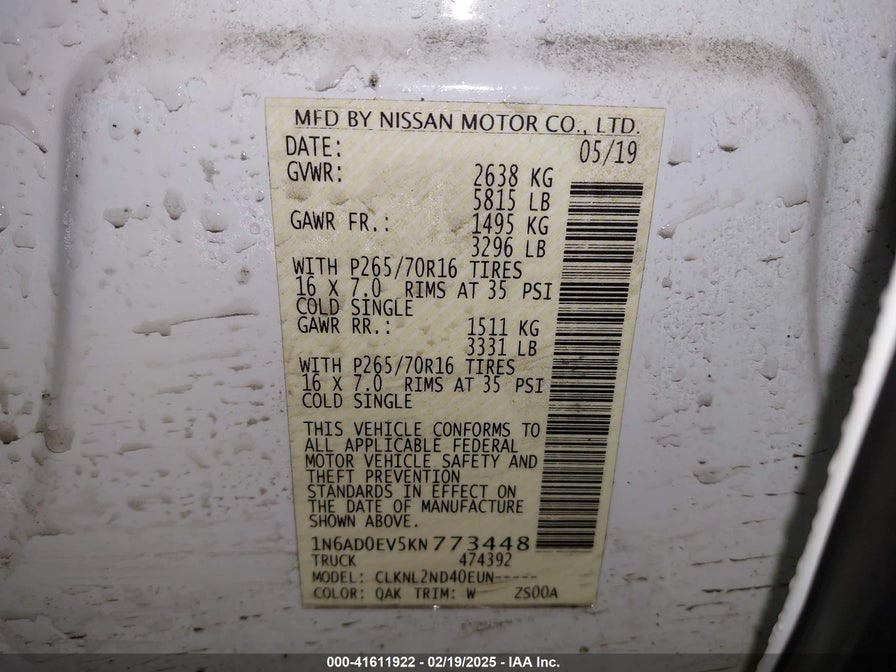 MFD BY NISSAN MOTOR CO., LTD.
DATE: 05/19
GVWR: 2638 KG
5815 LB
GAWR FR.: 1495 KG
3296 LB
WITH P265/70R16 TIRES
16 X 7.0 RIMS AT 35 PSI
COLD SINGLE
GAWR RR.: 1511 KG
3331 LB
WITH P265/70R16 TIRES
16 X 7.0 RIMS AT 35 PSI
COLD SINGLE
THIS VEHICLE CONFORMS TO
ALL APPLICABLE FEDERAL
MOTOR VEHICLE SAFETY AND
THEFT PREVENTION
STANDARDS IN EFFECT ON
THE DATE OF MANUFACTURE
SHOWN ABOVE.
1N6AD0EV5KN773448
TRUCK 474392
MODEL: CLKNL2ND40EUN-----
COLOR: QAK TRIM: W ZS00A
000-41611922 - 02/19/2025 - IAA Inc.